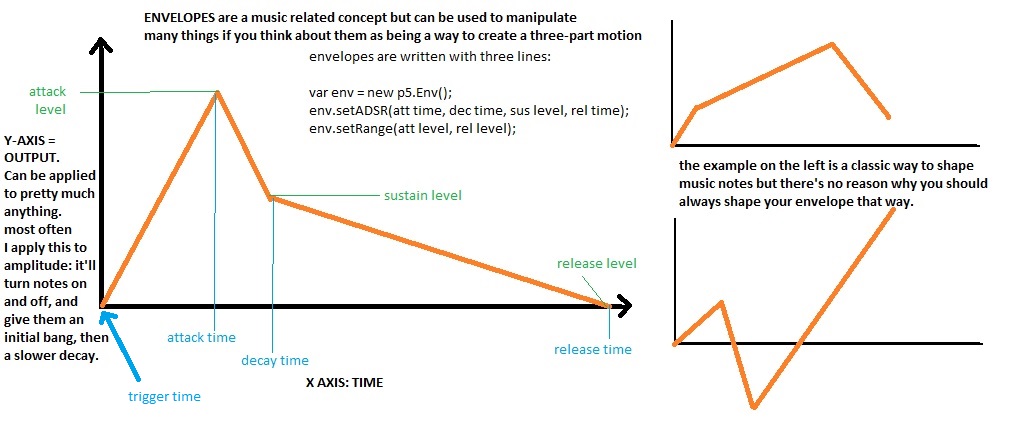 ENVELOPES are a music related concept but can be used to manipulate
many things if you think about them as being a way to create a three-part motion
envelopes are written with three lines:
var env = new p5.Env();
env.setADSR(att time, dec time, sus level, rel time);
env.setRange(att level, rel level);
attack
level
Y-AXIS =
OUTPUT.
Can be applied
to pretty much
anything.
most often
I apply this to
amplitude: it'll
turn notes on
and off, and
give them an
initial bang, then
a slower decay.
sustain level
release level
attack time
decay time
release time
X AXIS: TIME
trigger time
the example on the left is a classic way to shape
music notes but there's no reason why you should
always shape your envelope that way.